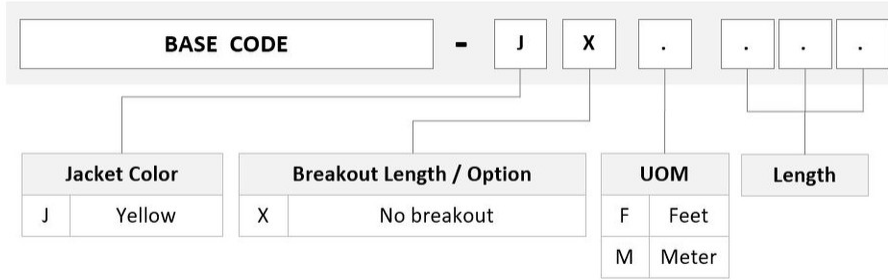 BASE CODE - J X . . . .
Jacket Color
J Yellow
Breakout Length / Option
X No breakout
UOM
F Feet
M Meter
Length